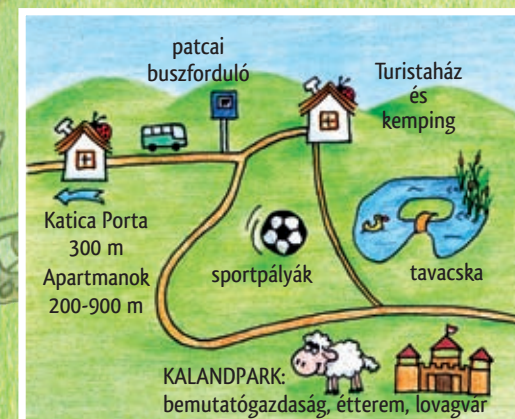 patcai
buszforduló
Turistaház
és
kemping
Katica Porta
300 m
Apartmanok
200-900 m
sportpályák
tavacska
KALANDPARK:
bemutatógazdaság, étterem, lovagvár